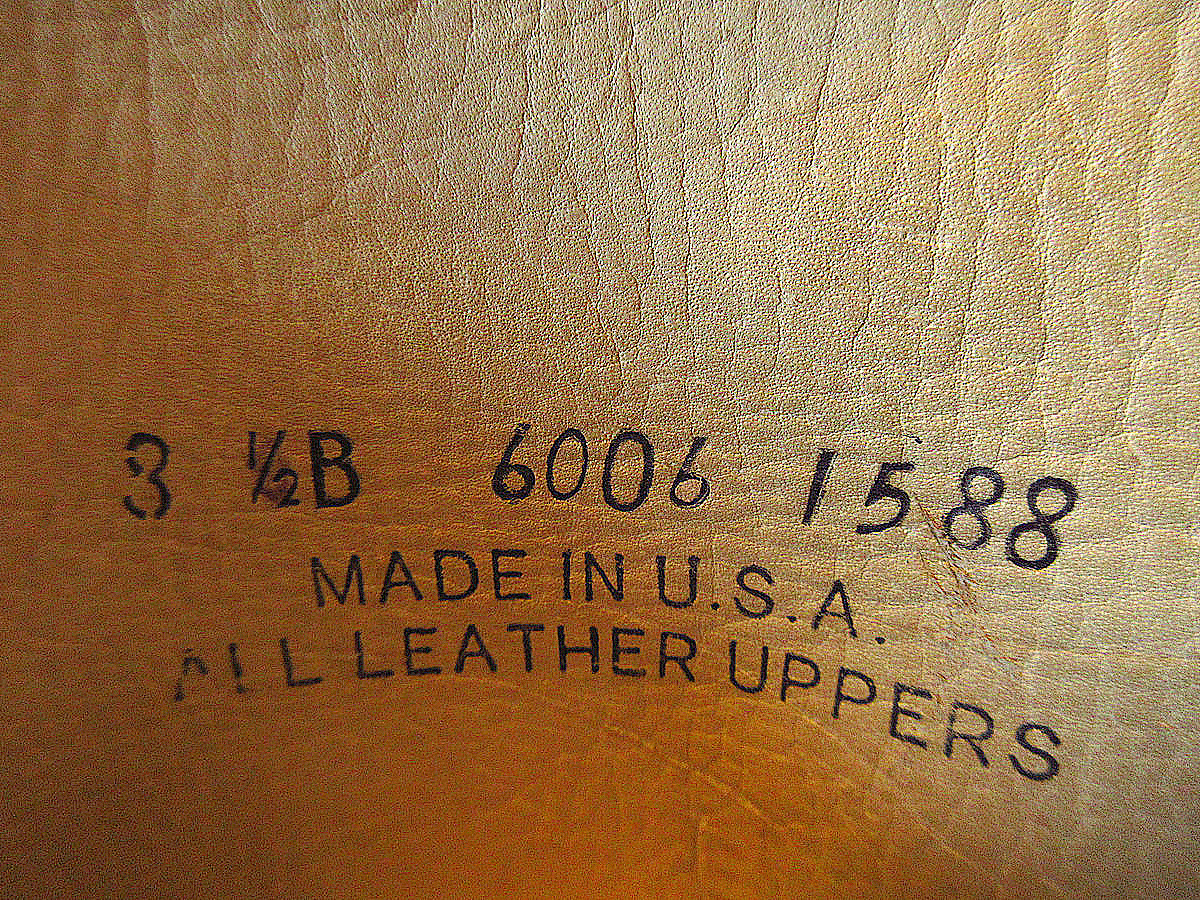 3 ½B 6006 1588
MADE IN U.S.A.
ALL LEATHER UPPERS